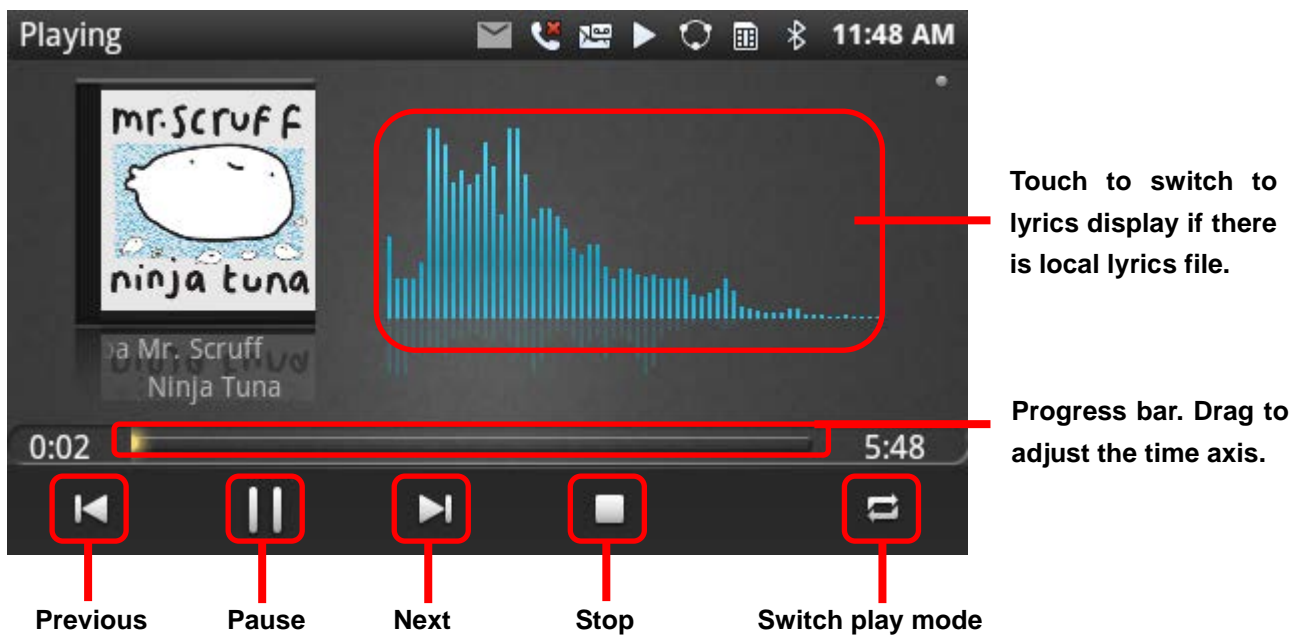 Playing
11:48 AM
mr.scruff
ninja tuna
a Mr. Scruff
Ninja Tuna
Touch to switch to
lyrics display if there
is local lyrics file.
Progress bar. Drag to
adjust the time axis.
0:02
5:48
Previous
Pause
Next
Stop
Switch play mode